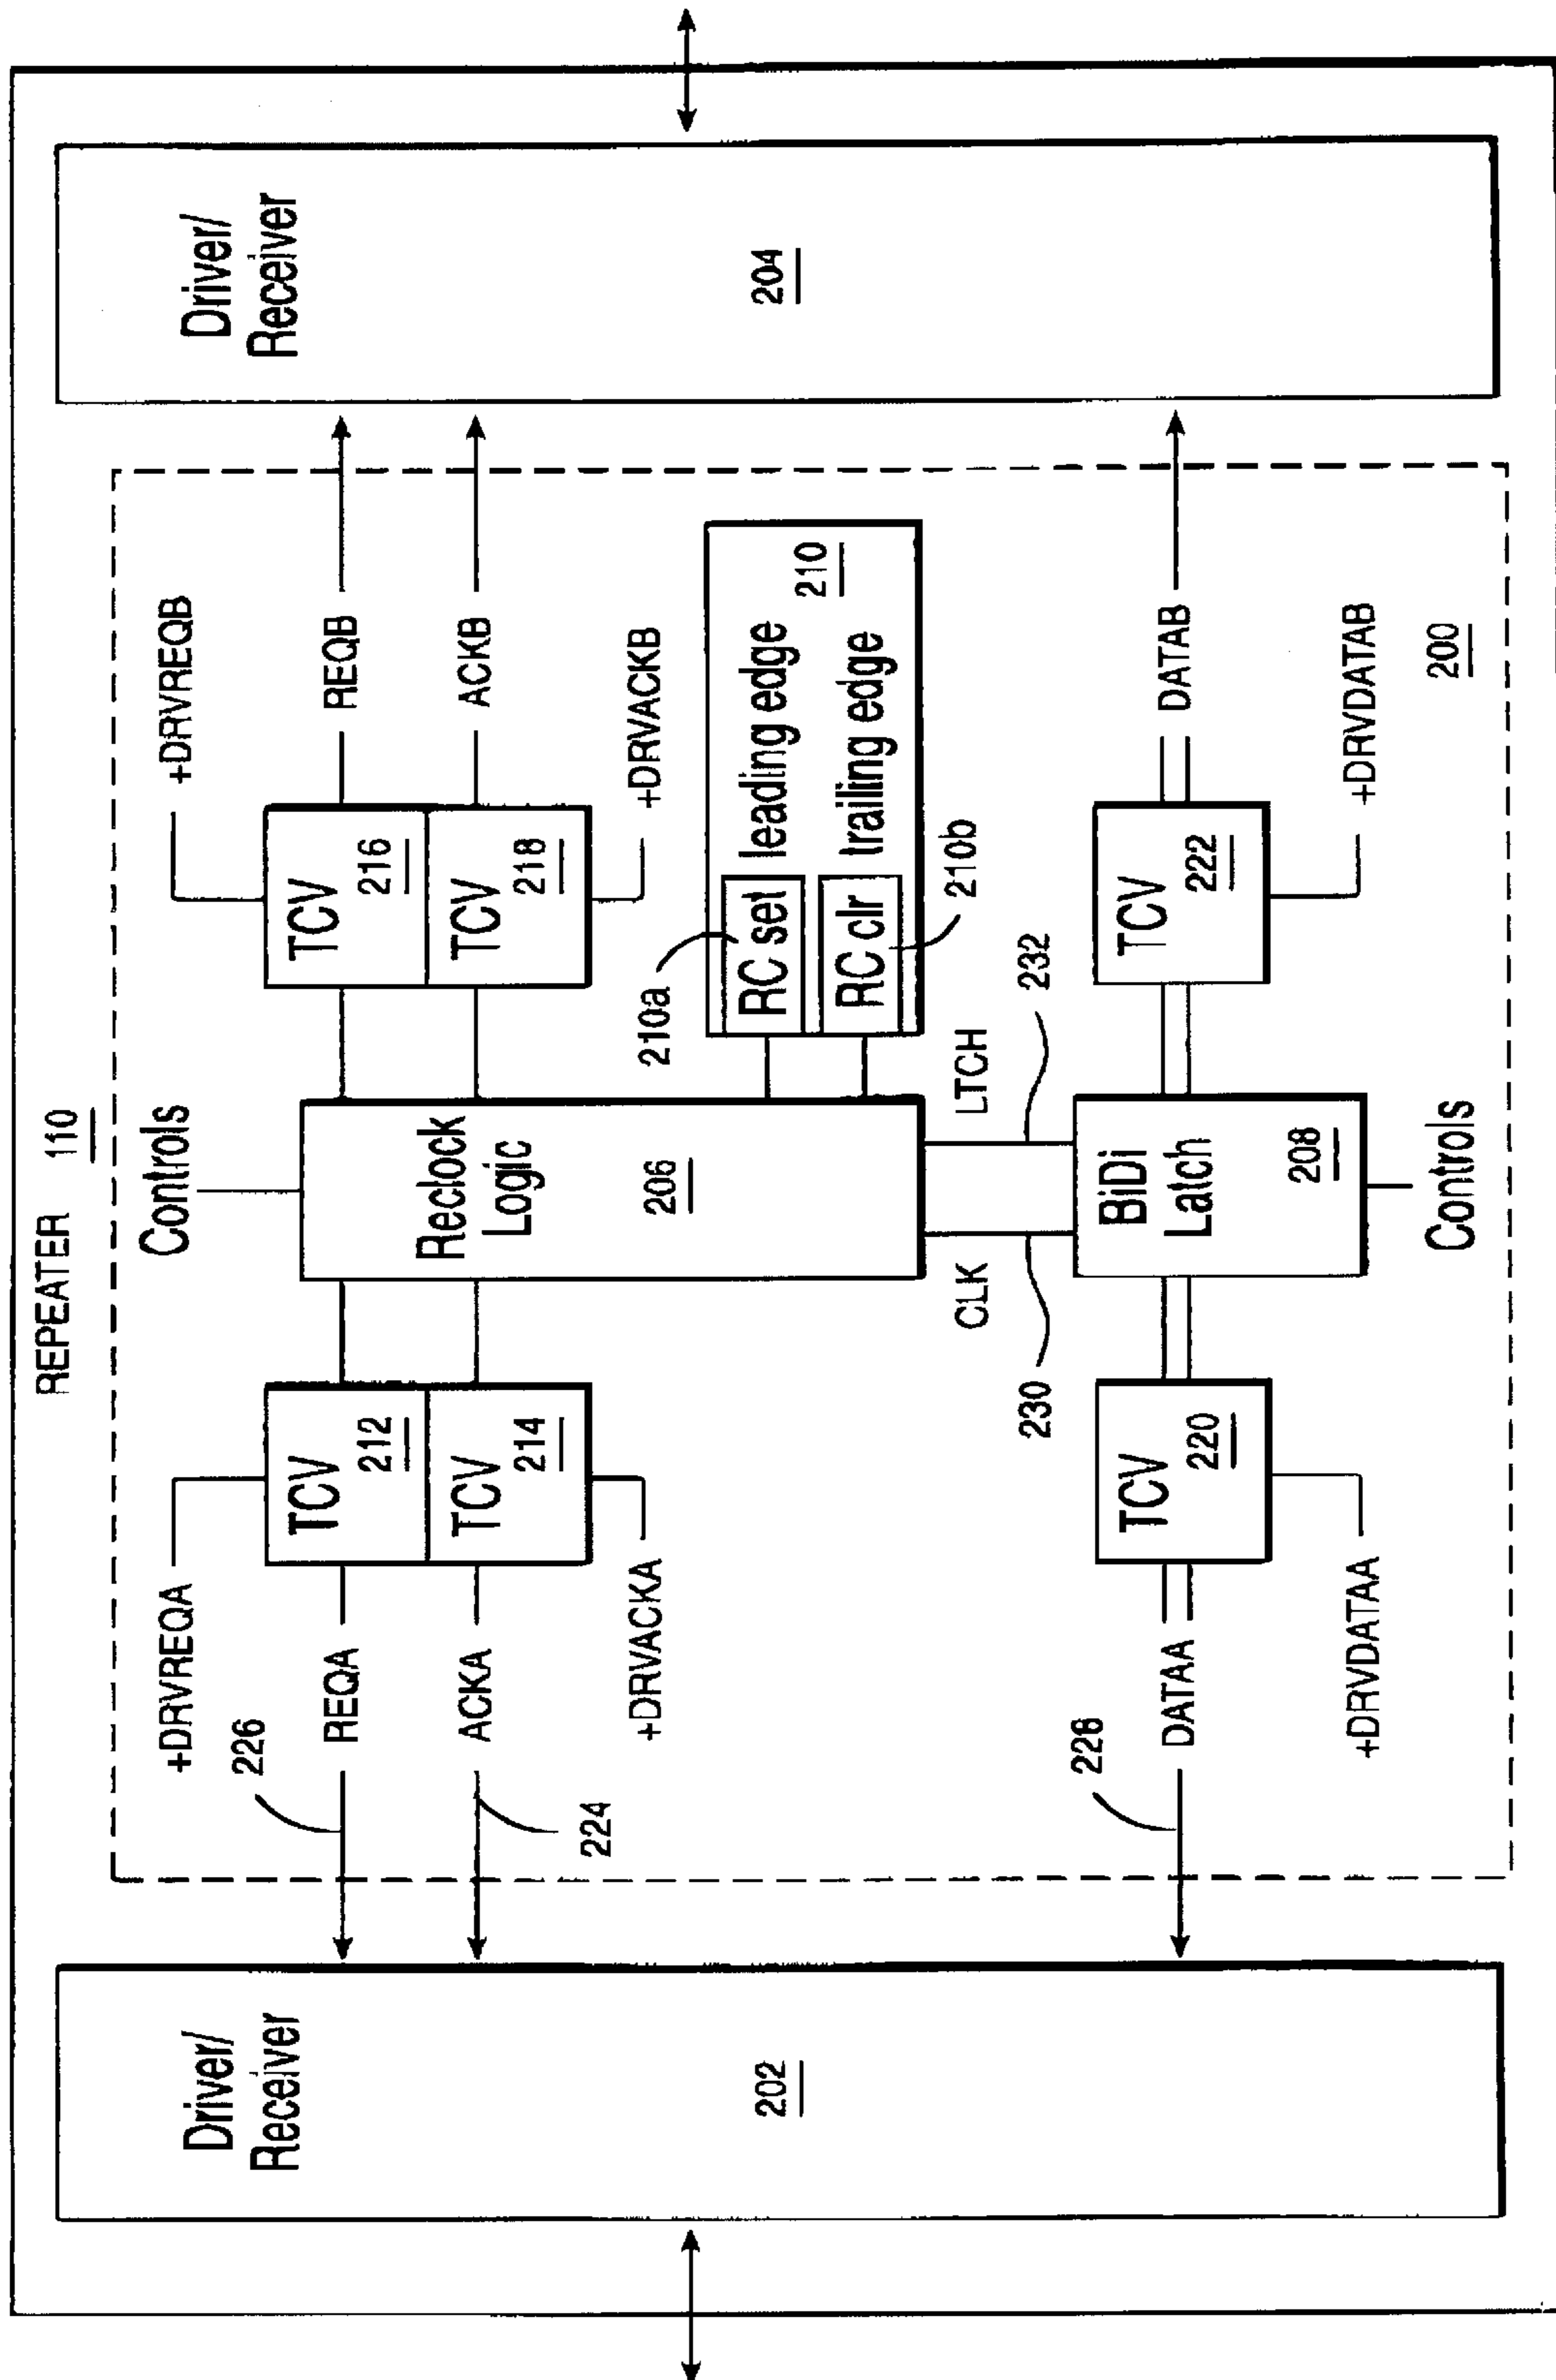 REPEATER 110
Driver/
Receiver
202
Driver/
Receiver
204
Controls
+DRVREQA
226
REQA
TCV
212
ACKA
224
TCV
214
+DRVACKA
Reclock
Logic
206
+DRVREQB
TCV
216
REQB
TCV
218
ACKB
+DRVACKB
210a
RC set
leading edge
210
RC clr
trailing edge
210b
CLK
LTCH
230
232
228
DATAA
TCV
220
+DRVDATAA
BiDi
Latch
208
Controls
TCV
222
DATAB
+DRVDATAB
200